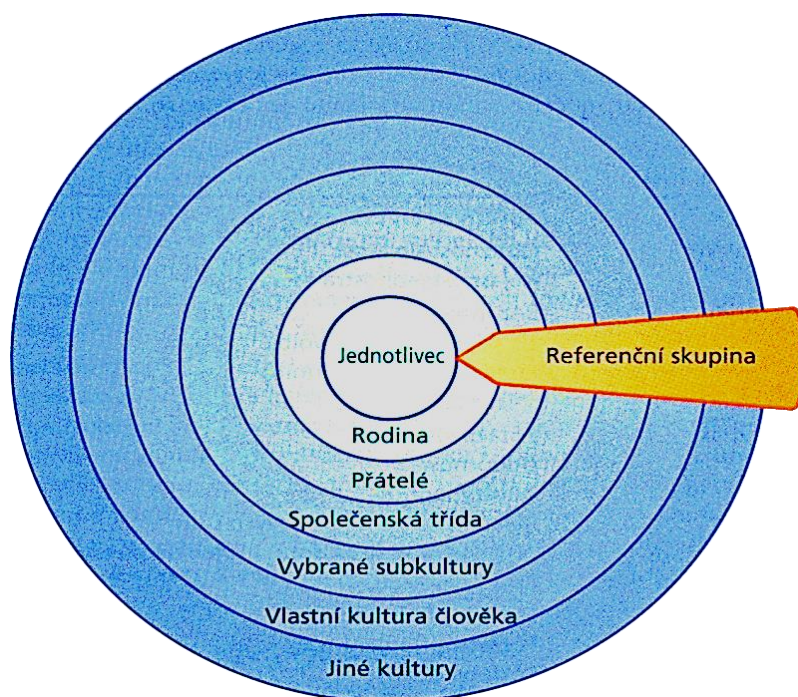 Jednotlivec
Referenční skupina
Rodina
Přátelé
Společenská třída
Vybrané subkultury
Vlastní kultura člověka
Jiné kultury